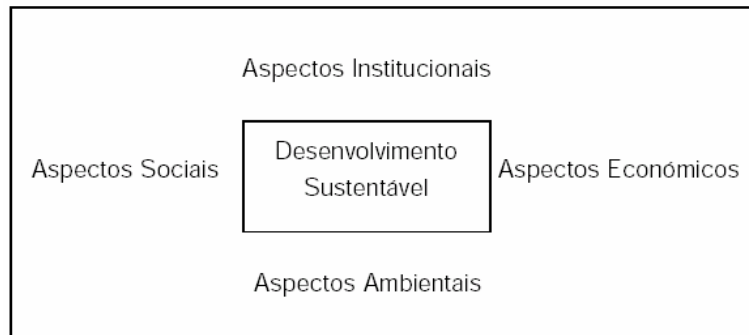 Aspectos Institucionais
Aspectos Sociais
Desenvolvimento
Sustentável
Aspectos Económicos
Aspectos Ambientais